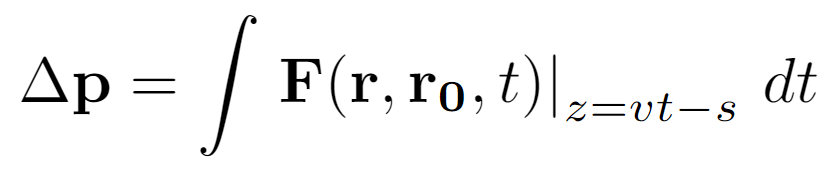 Δ𝐩 = ∫ 𝐅(𝐫, 𝐫₀, t)|_{z=vt−s} dt